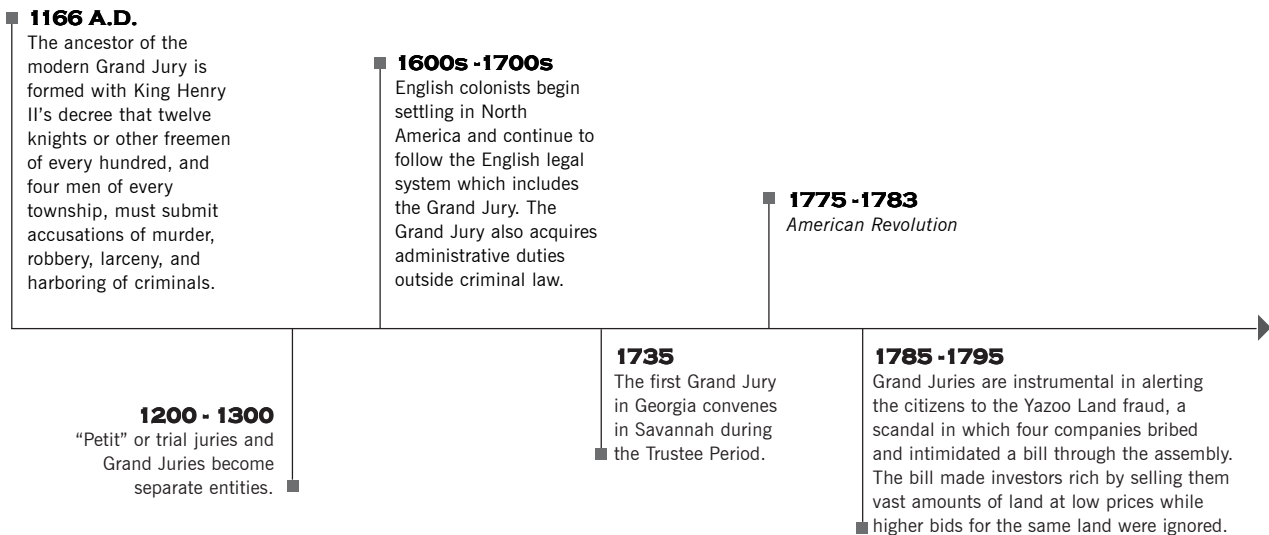 1166 A.D.
The ancestor of the
modern Grand Jury is
formed with King Henry
II's decree that twelve
knights or other freemen
of every hundred, and
four men of every
township, must submit
accusations of murder,
robbery, larceny, and
harboring of criminals.
1200 - 1300
“Petit” or trial juries and
Grand Juries become
separate entities.
1600s -1700s
English colonists begin
settling in North
America and continue to
follow the English legal
system which includes
the Grand Jury. The
Grand Jury also acquires
administrative duties
outside criminal law.
1735
The first Grand Jury
in Georgia convenes
in Savannah during
the Trustee Period.
1775 -1783
American Revolution
1785 -1795
Grand Juries are instrumental in alerting
the citizens to the Yazoo Land fraud, a
scandal in which four companies bribed
and intimidated a bill through the assembly.
The bill made investors rich by selling them
vast amounts of land at low prices while
higher bids for the same land were ignored.